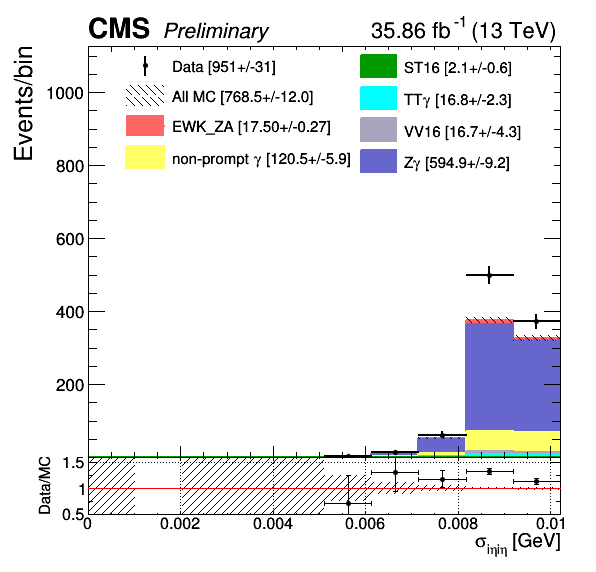 CMS Preliminary 35.86 fb⁻¹ (13 TeV)
Events/bin
Data [951+/-31]
All MC [768.5+/-12.0]
EWK_ZA [17.50+/-0.27]
non-prompt γ [120.5+/-5.9]
ST16 [2.1+/-0.6]
TTγ [16.8+/-2.3]
VV16 [16.7+/-4.3]
Zγ [594.9+/-9.2]
1000
800
600
400
200
Data/MC
1.5
1
0.5
0 0.002 0.004 0.006 0.008 0.01
σiηiη [GeV]